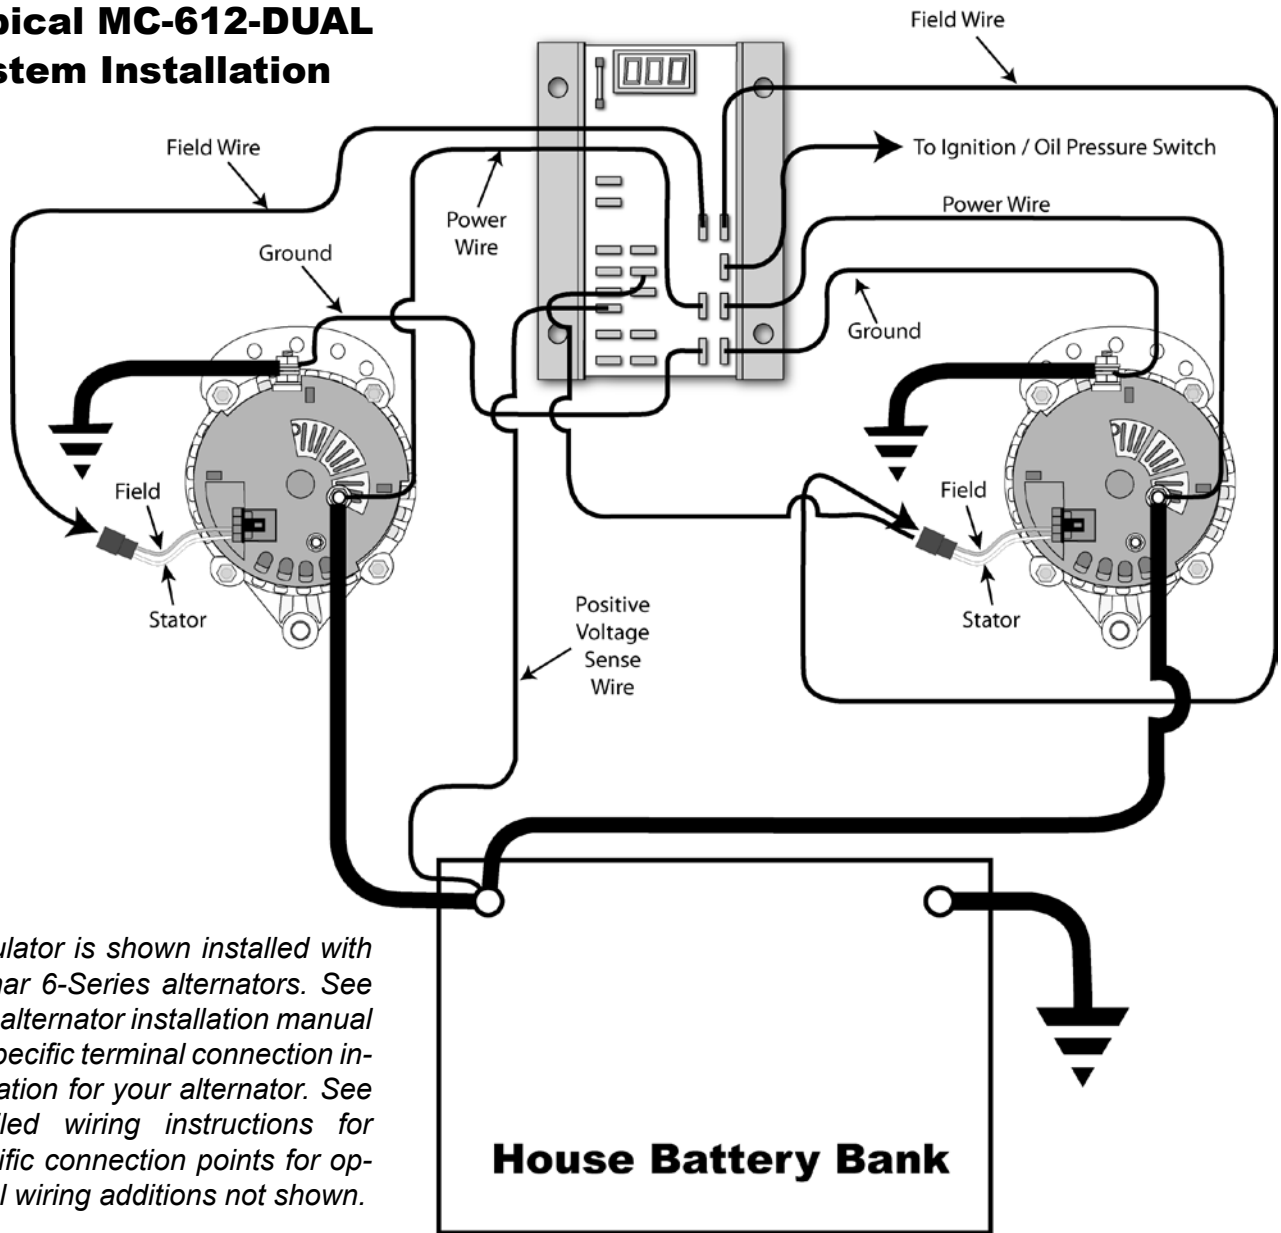 pical MC-612-DUAL
stem Installation
000
Field Wire
Field Wire
To Ignition / Oil Pressure Switch
Power Wire
Power
Wire
Ground
Ground
Field
Stator
Field
Stator
Positive
Voltage
Sense
Wire
ulator is shown installed with
nar 6-Series alternators. See
alternator installation manual
pecific terminal connection in-
ation for your alternator. See
led wiring instructions for
ific connection points for op-
l wiring additions not shown.
House Battery Bank